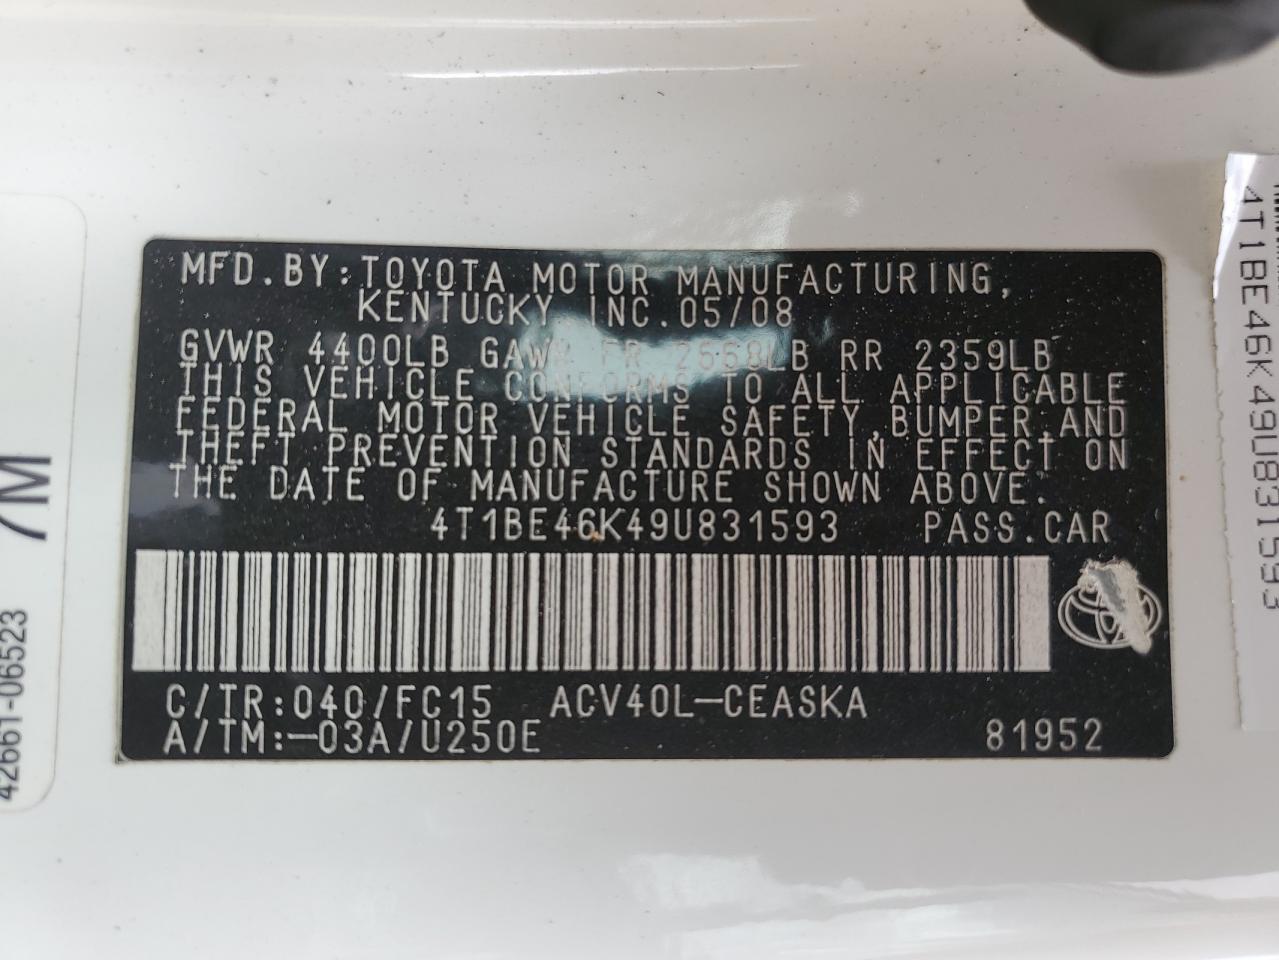 MFD.BY:TOYOTA MOTOR MANUFACTURING,
KENTUCKY, INC.05/08
GVWR 4400LB GAWR FR 2668LB RR 2359LB
THIS VEHICLE CONFORMS TO ALL APPLICABLE
FEDERAL MOTOR VEHICLE SAFETY,BUMPER,AND
THEFT PREVENTION STANDARDS IN EFFECT ON
THE DATE OF MANUFACTURE SHOWN ABOVE.
4T1BE46K49U831593 PASS.CAR
C/TR:040/FC15 ACV40L-CEASKA
A/TM:-03A/U250E 81952
42661-06523
4T1BE46K49U831593